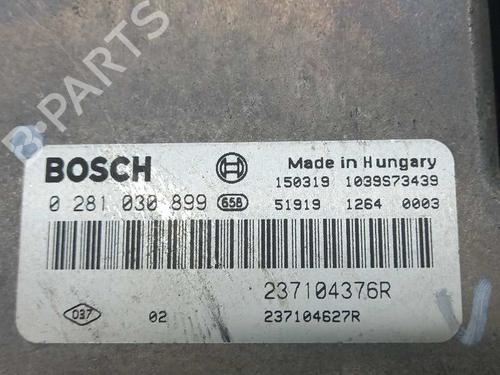 B-PARTS
BOSCH
Made in Hungary
150319 1039S73439
0 281 030 899 658
51919 1264 0003
237104376R
037 02 237104627R